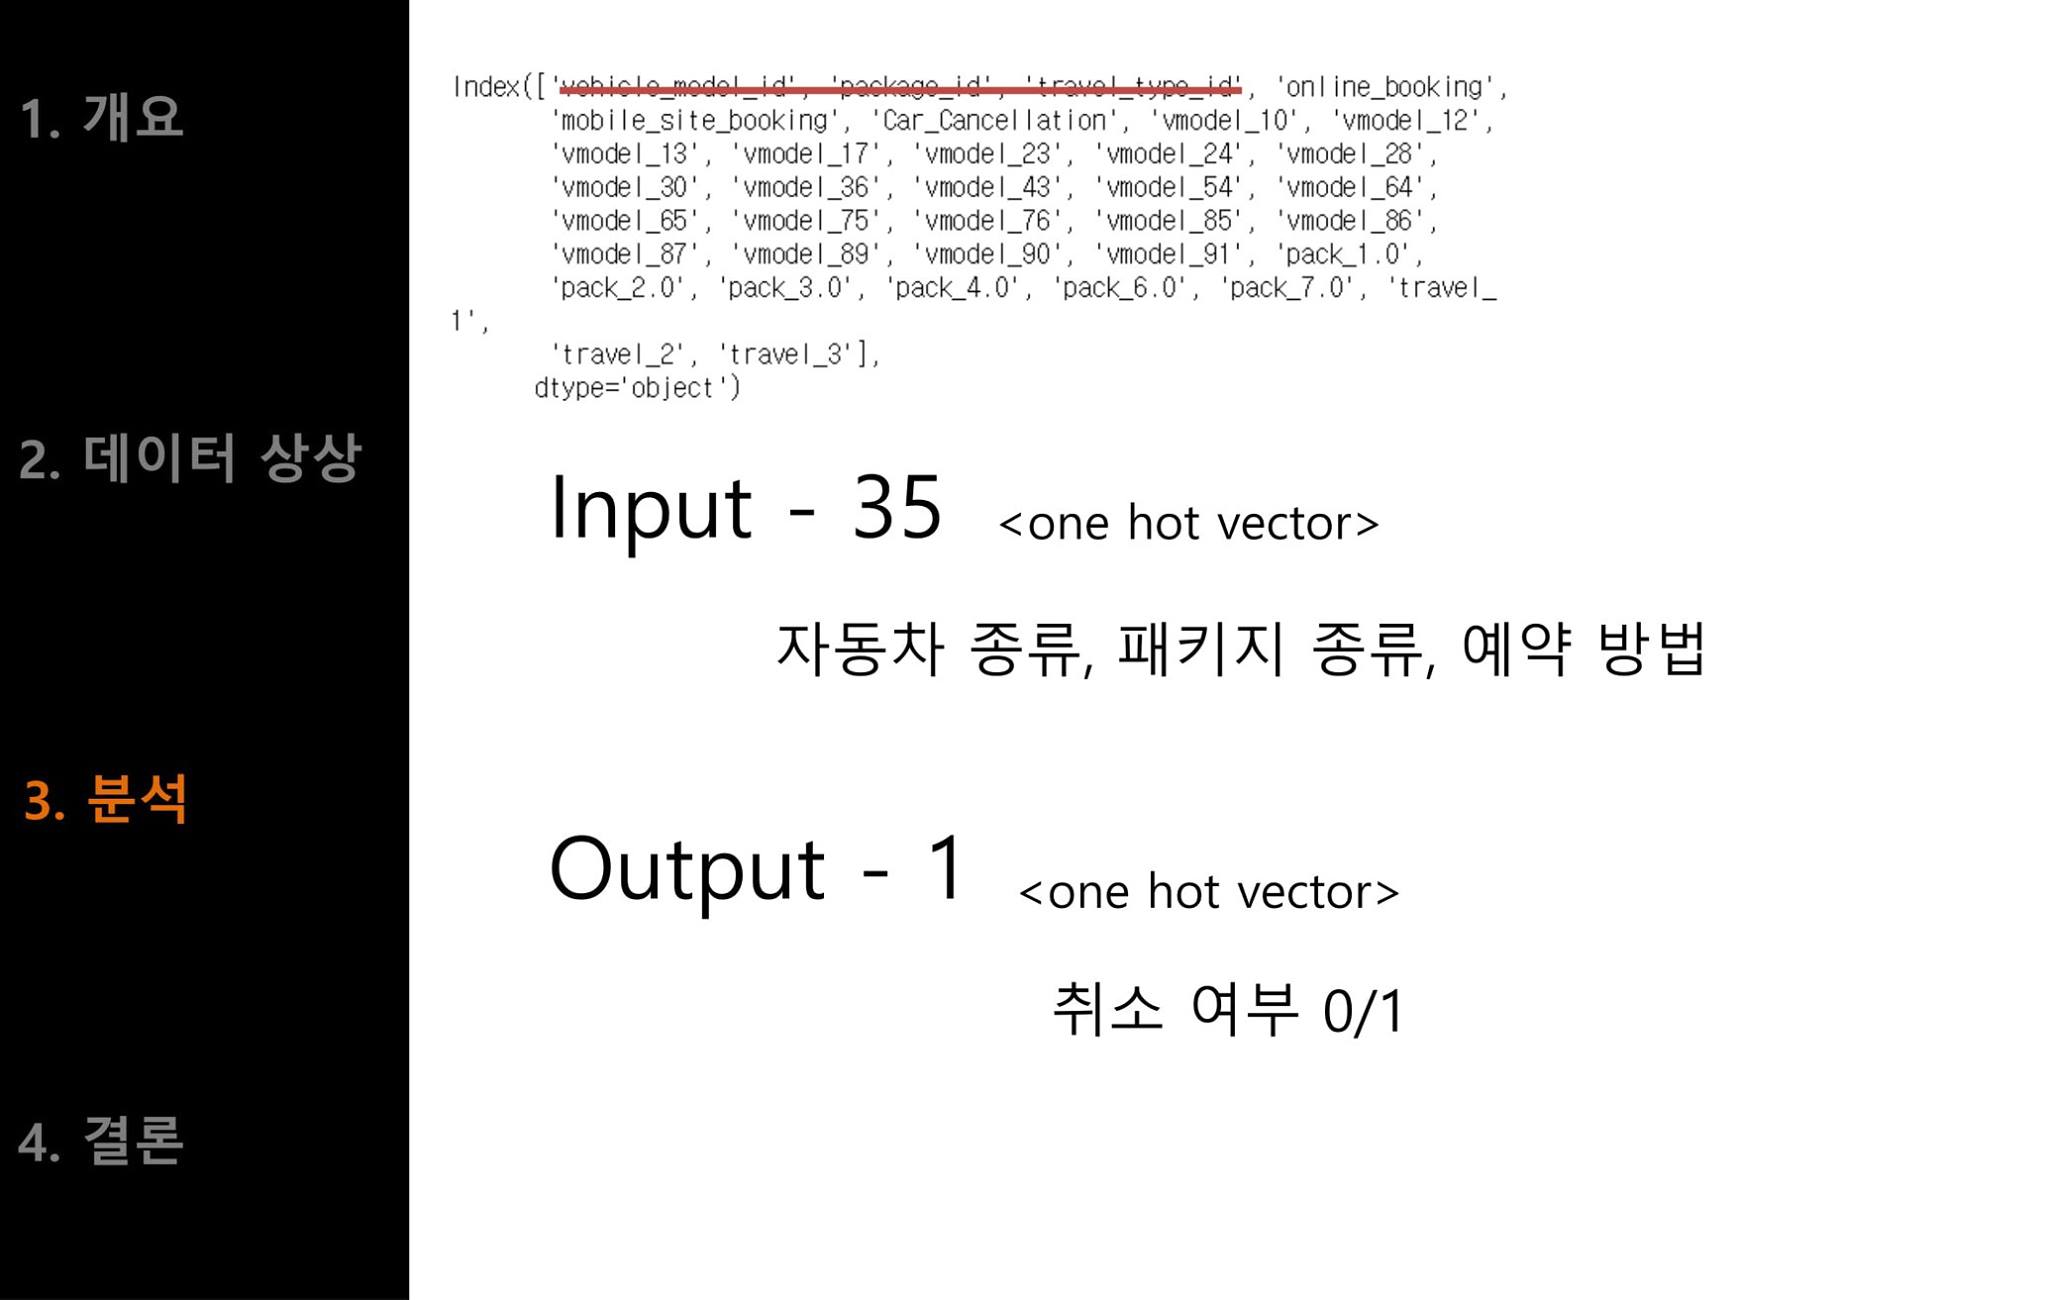 1. 개요
2. 데이터 상상
3. 분석
4. 결론
Index(['vehicle_model_id', 'package_id', 'travel_type_id', 'online_booking',
'mobile_site_booking', 'Car_Cancellation', 'vmodel_10', 'vmodel_12',
'vmodel_13', 'vmodel_17', 'vmodel_23', 'vmodel_24', 'vmodel_28',
'vmodel_30', 'vmodel_36', 'vmodel_43', 'vmodel_54', 'vmodel_64',
'vmodel_65', 'vmodel_75', 'vmodel_76', 'vmodel_85', 'vmodel_86',
'vmodel_87', 'vmodel_89', 'vmodel_90', 'vmodel_91', 'pack_1.0',
'pack_2.0', 'pack_3.0', 'pack_4.0', 'pack_6.0', 'pack_7.0', 'travel_
1',
'travel_2', 'travel_3'],
dtype='object')
Input - 35 <one hot vector>
자동차 종류, 패키지 종류, 예약 방법
Output - 1 <one hot vector>
취소 여부 0/1